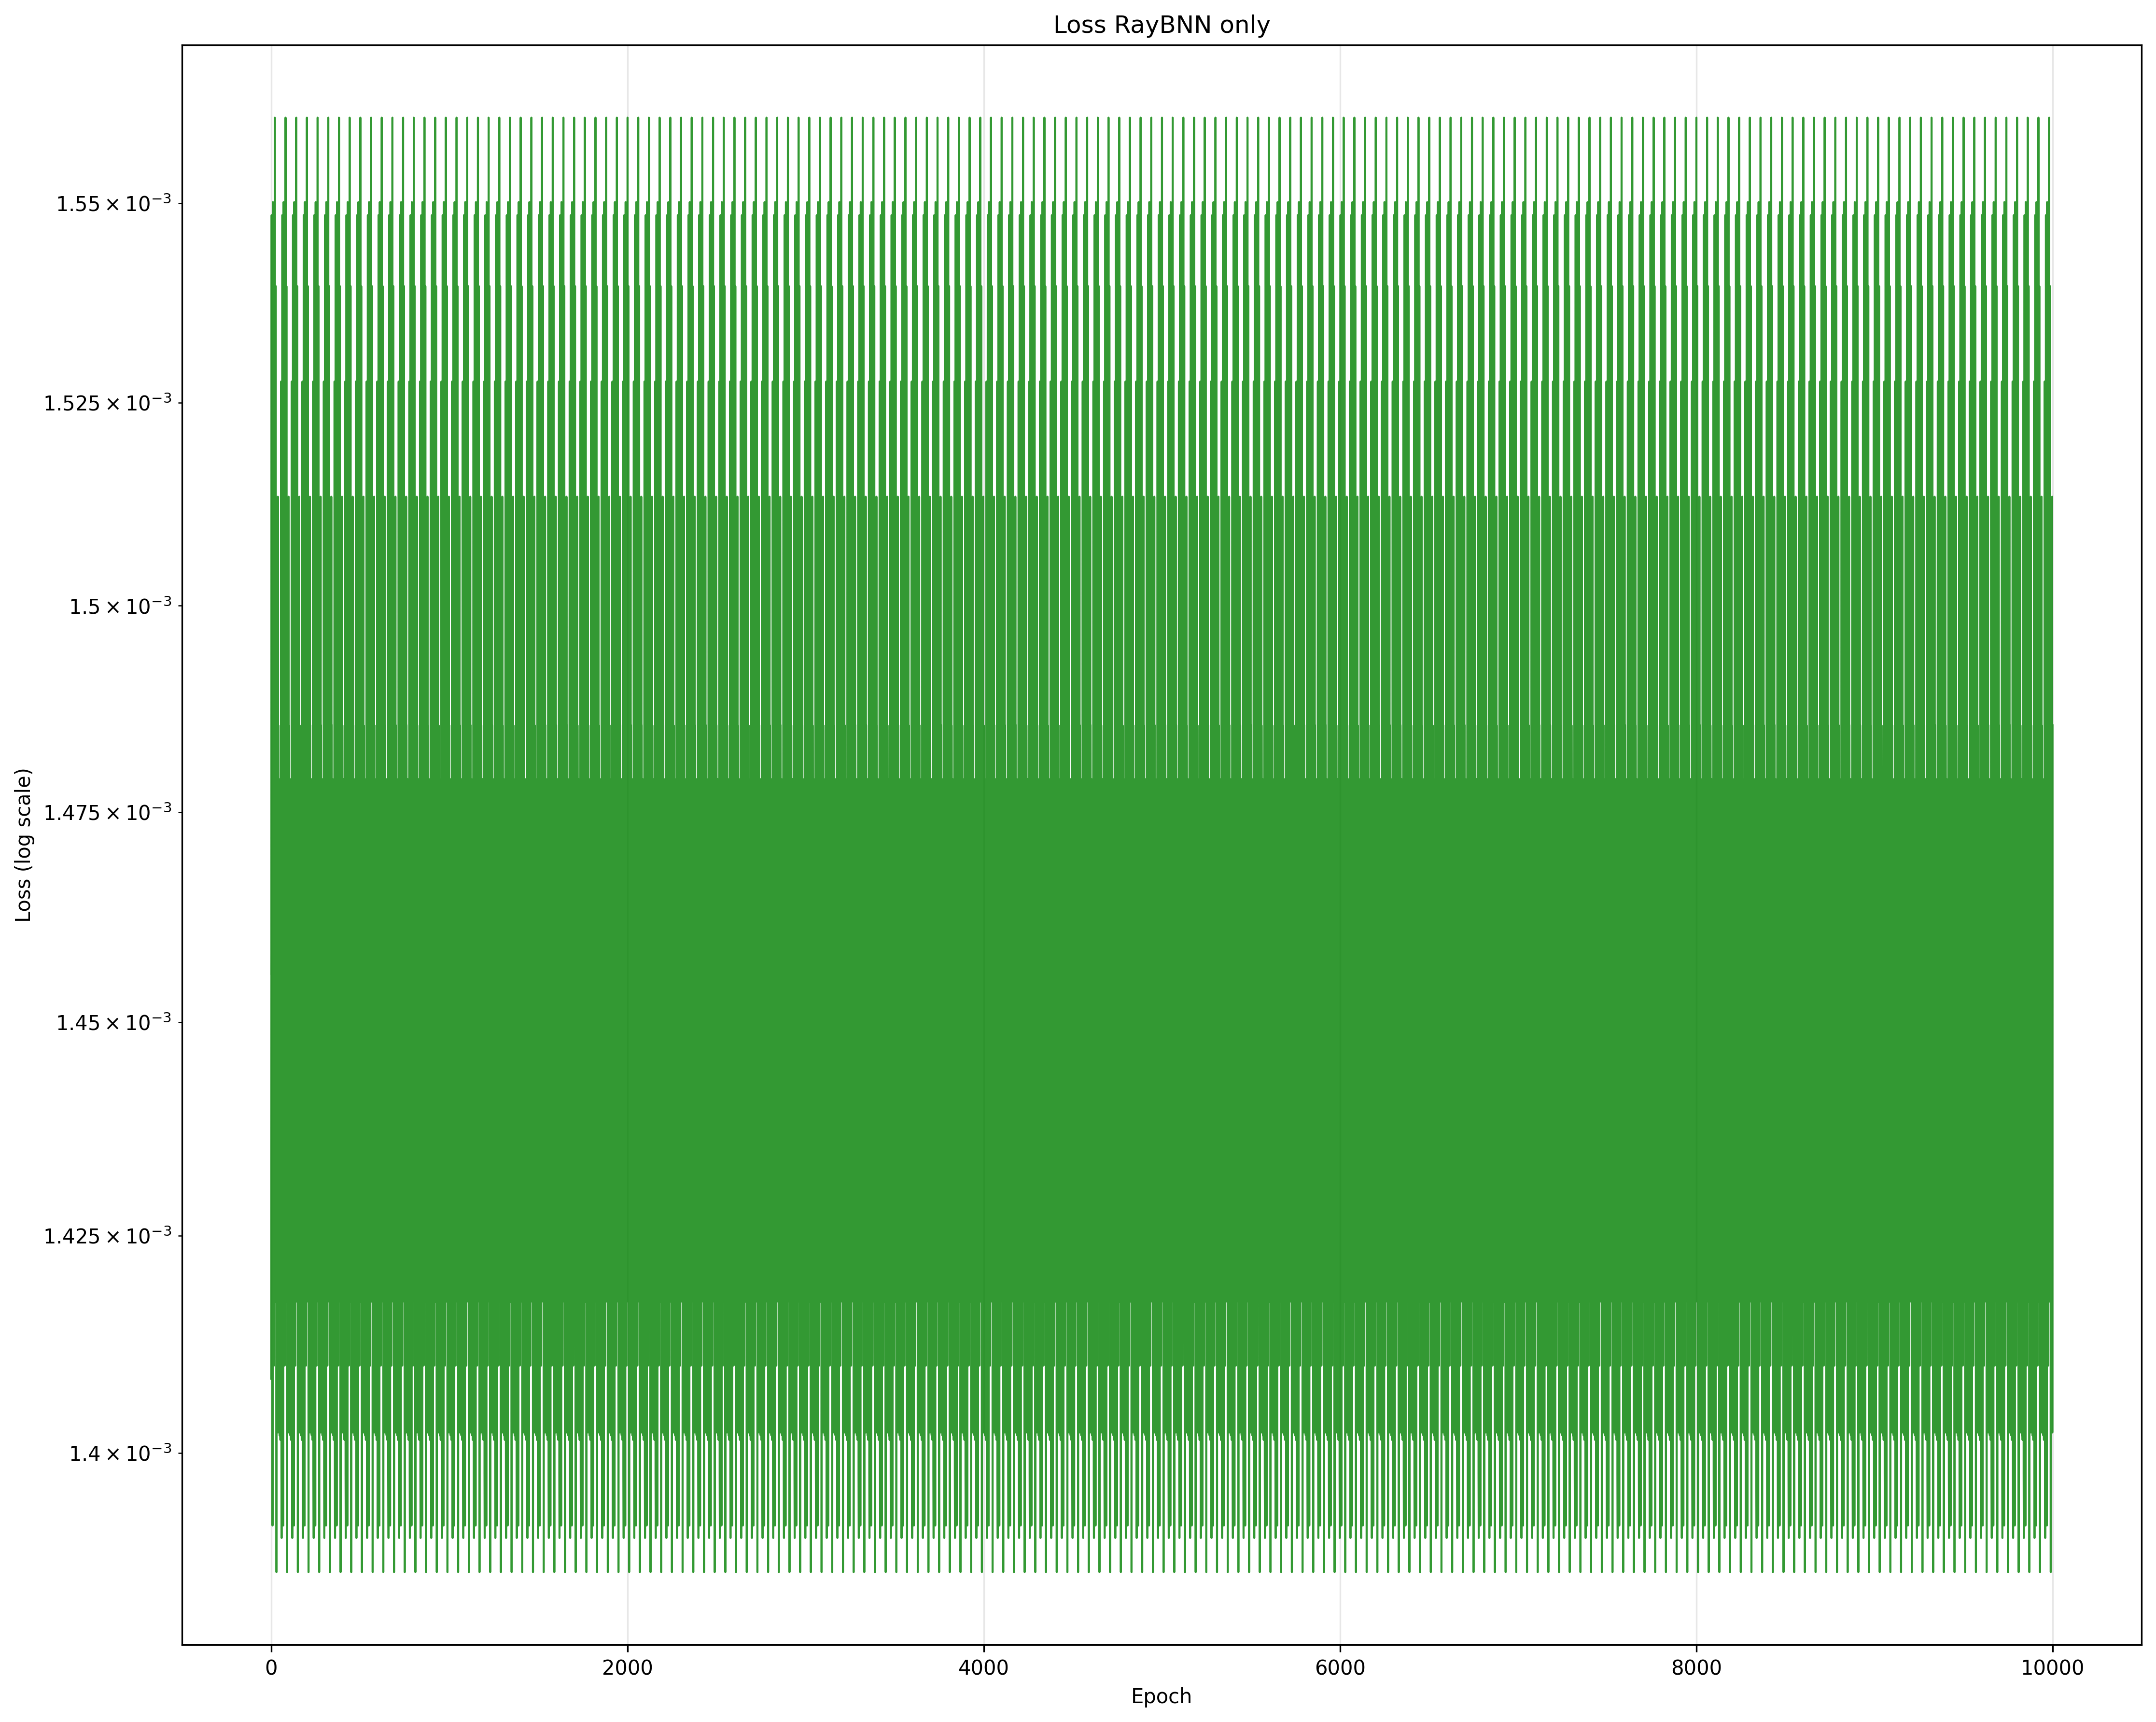 Loss RayBNN only
Loss (log scale)
1.55 × 10⁻³
1.525 × 10⁻³
1.5 × 10⁻³
1.475 × 10⁻³
1.45 × 10⁻³
1.425 × 10⁻³
1.4 × 10⁻³
0 2000 4000 6000 8000 10000
Epoch